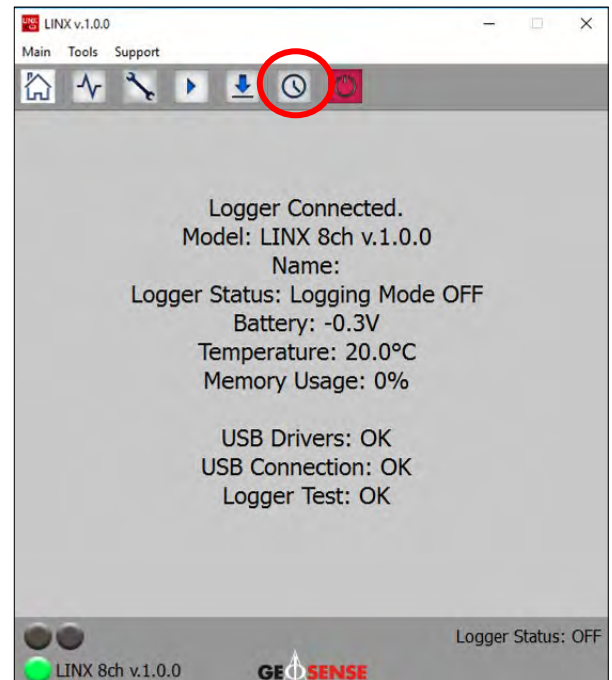 LINX v.1.0.0
Main Tools Support
Logger Connected.
Model: LINX 8ch v.1.0.0
Name:
Logger Status: Logging Mode OFF
Battery: -0.3V
Temperature: 20.0°C
Memory Usage: 0%
USB Drivers: OK
USB Connection: OK
Logger Test: OK
Logger Status: OFF
LINX 8ch v.1.0.0
GEOSENSE